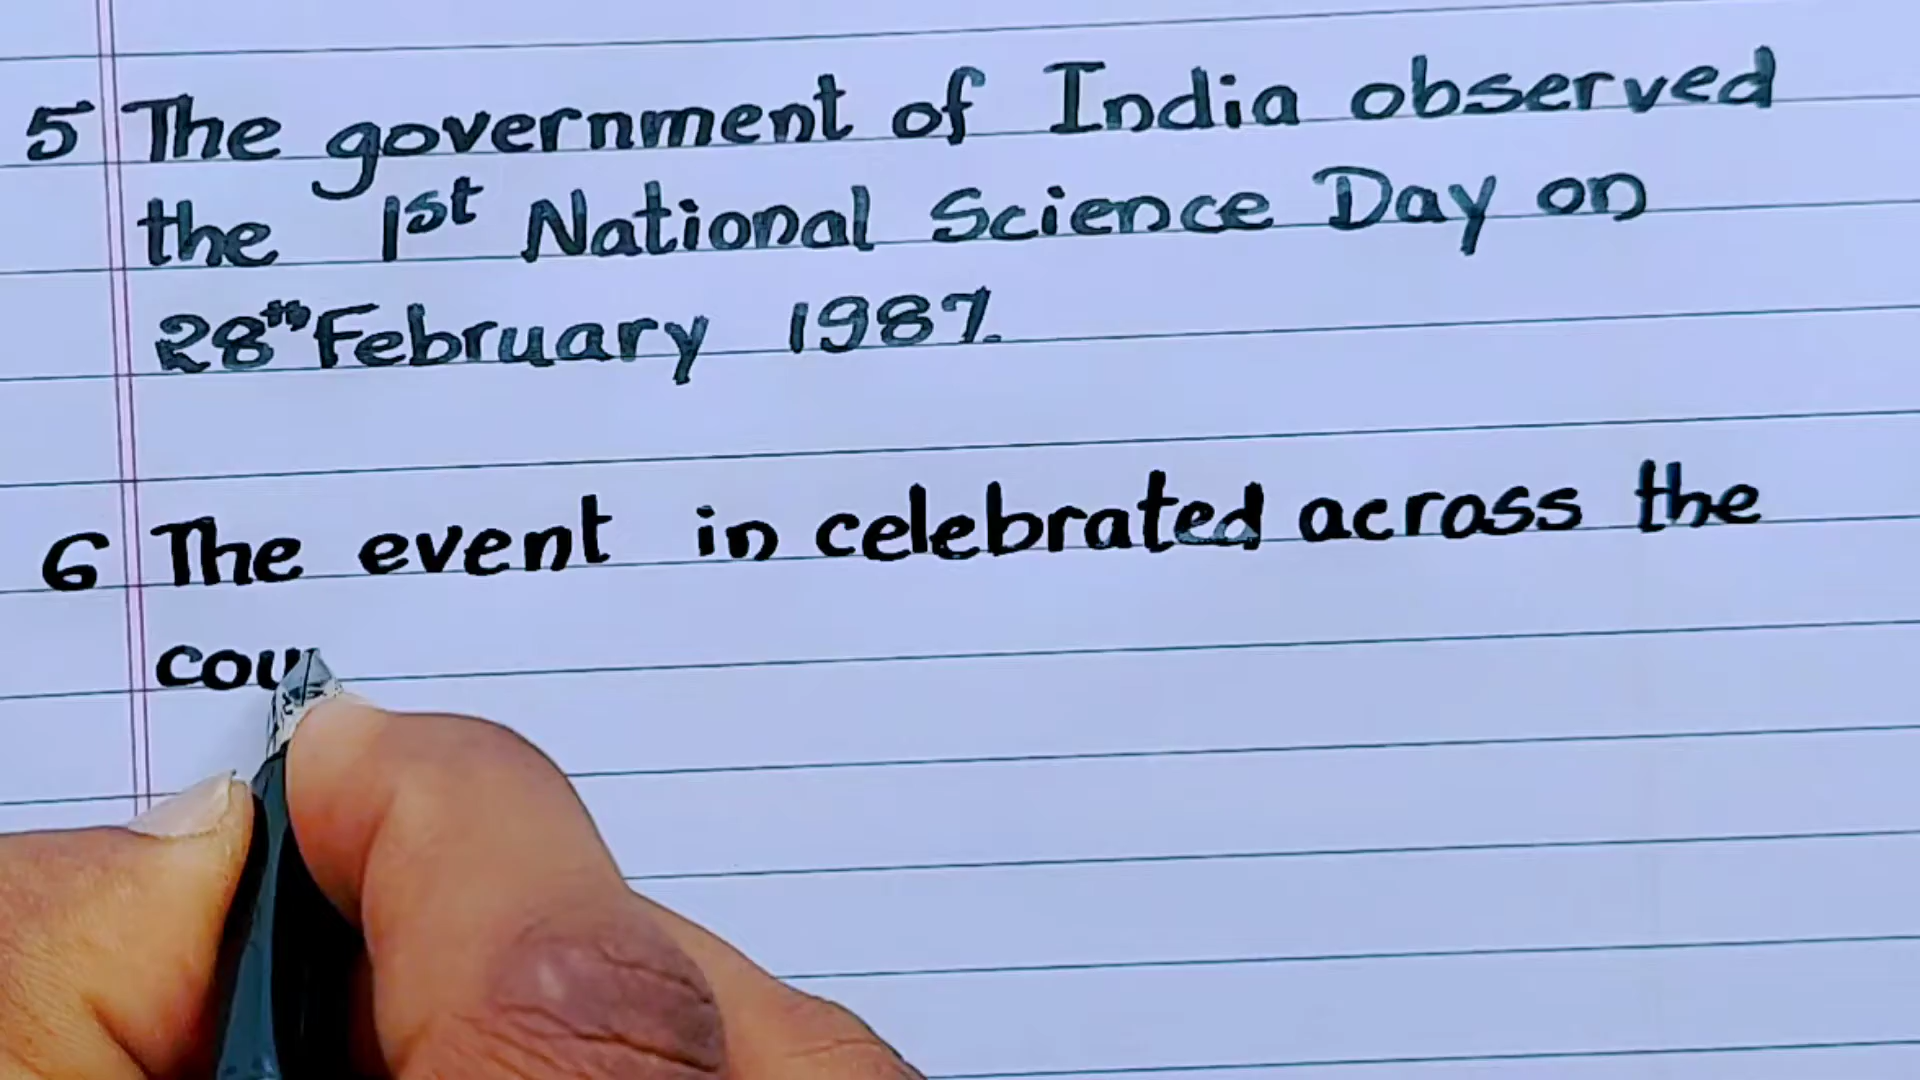 5 The government of India observed
the 1st National Science Day on
28th February 1987.
6 The event in celebrated across the
cou